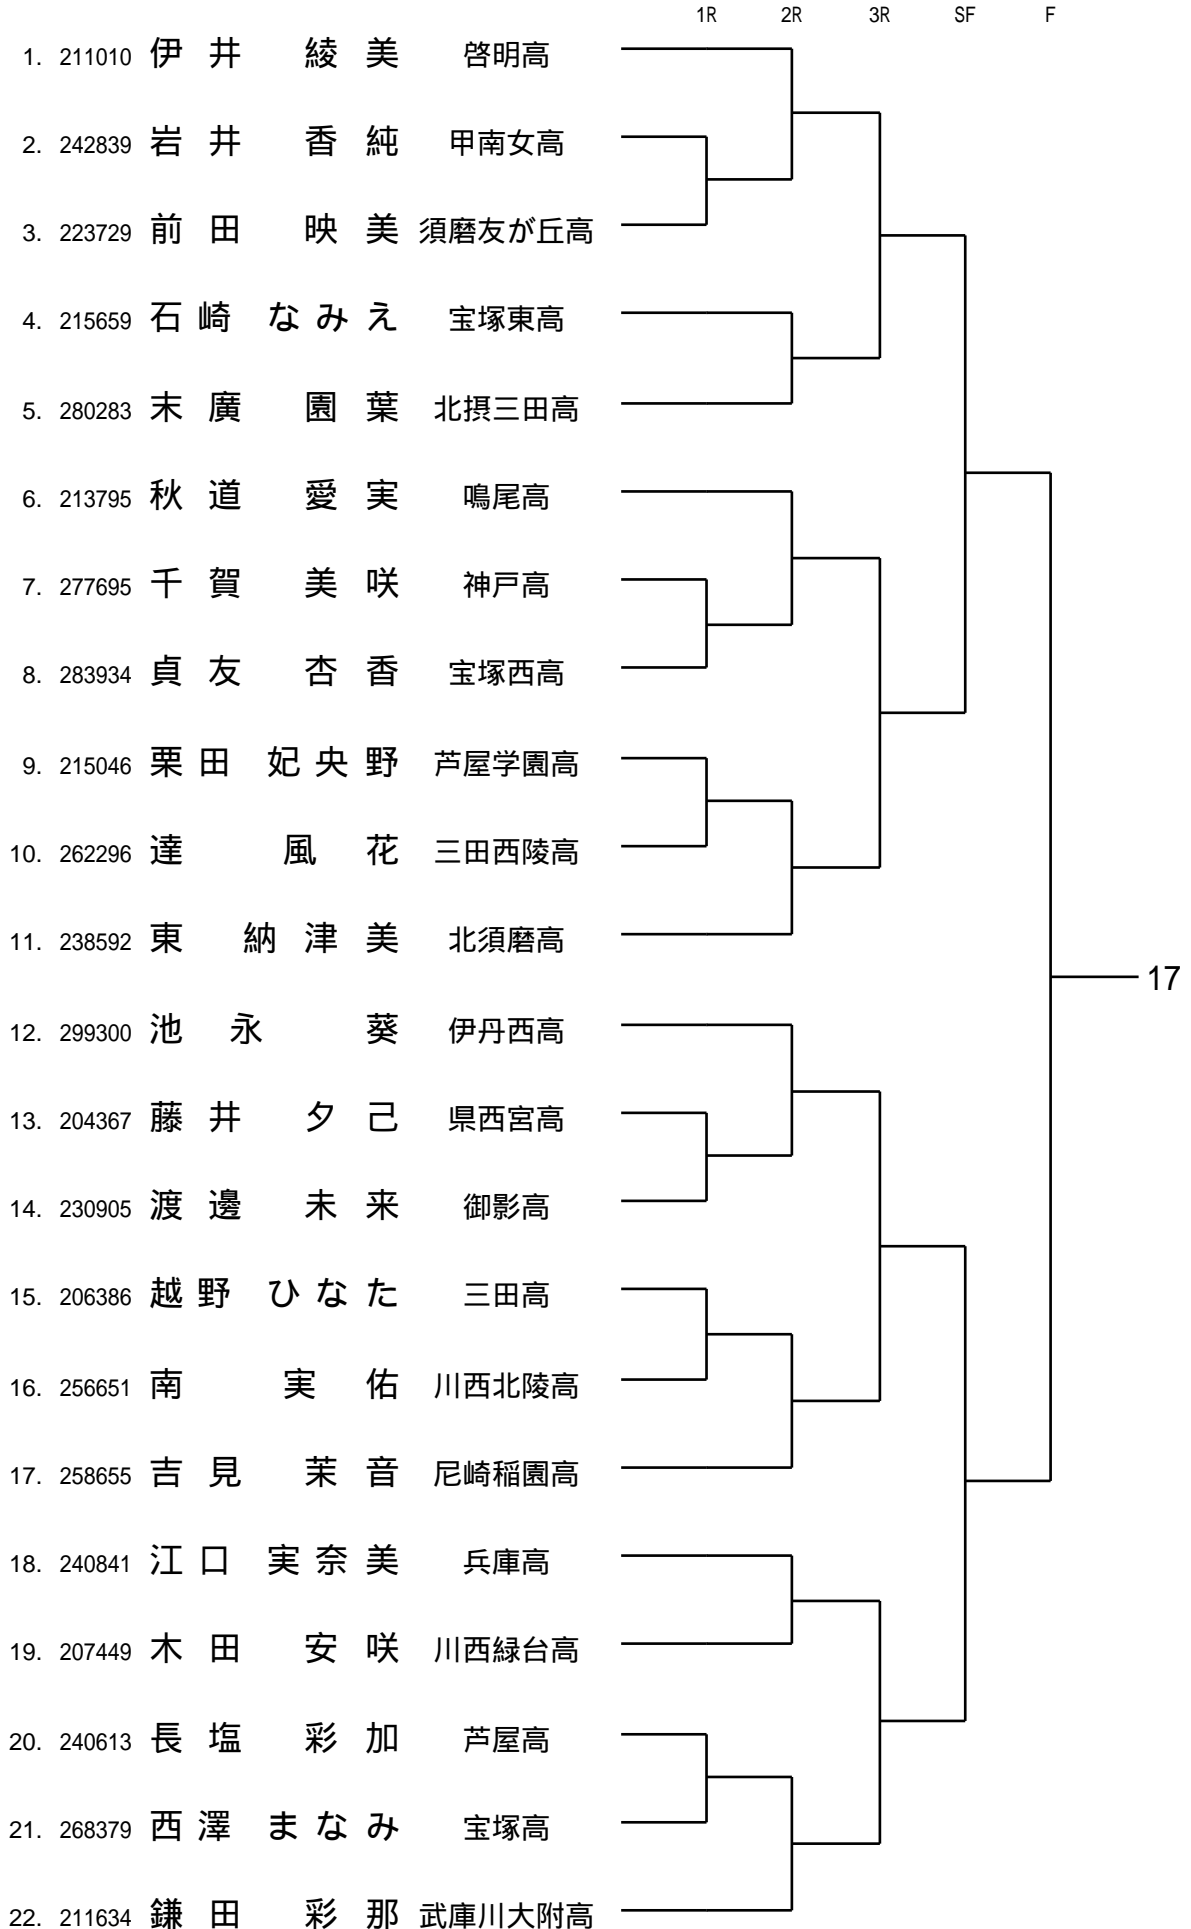 1R 2R 3R SF F
1. 211010 伊井 綾美 啓明高
2. 242839 岩井 香純 甲南女高
3. 223729 前田 映美 須磨友が丘高
4. 215659 石崎 なみえ 宝塚東高
5. 280283 末廣 園葉 北摂三田高
6. 213795 秋道 愛実 鳴尾高
7. 277695 千賀 美咲 神戸高
8. 283934 貞友 杏香 宝塚西高
9. 215046 栗田 妃央野 芦屋学園高
10. 262296 達 風花 三田西陵高
11. 238592 東 納津美 北須磨高
17
12. 299300 池永 葵 伊丹西高
13. 204367 藤井 夕己 県西宮高
14. 230905 渡邊 未来 御影高
15. 206386 越野 ひなた 三田高
16. 256651 南 実佑 川西北陵高
17. 258655 吉見 茉音 尼崎稲園高
18. 240841 江口 実奈美 兵庫高
19. 207449 木田 安咲 川西緑台高
20. 240613 長塩 彩加 芦屋高
21. 268379 西澤 まなみ 宝塚高
22. 211634 鎌田 彩那 武庫川大附高